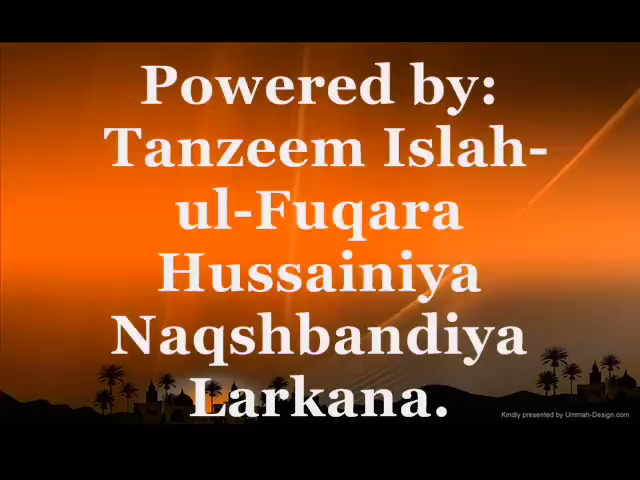 Powered by:
Tanzeem Islah-
ul-Fuqara
Hussainiya
Naqshbandiya
Larkana.
Kindly presented by Ummah-Design.com